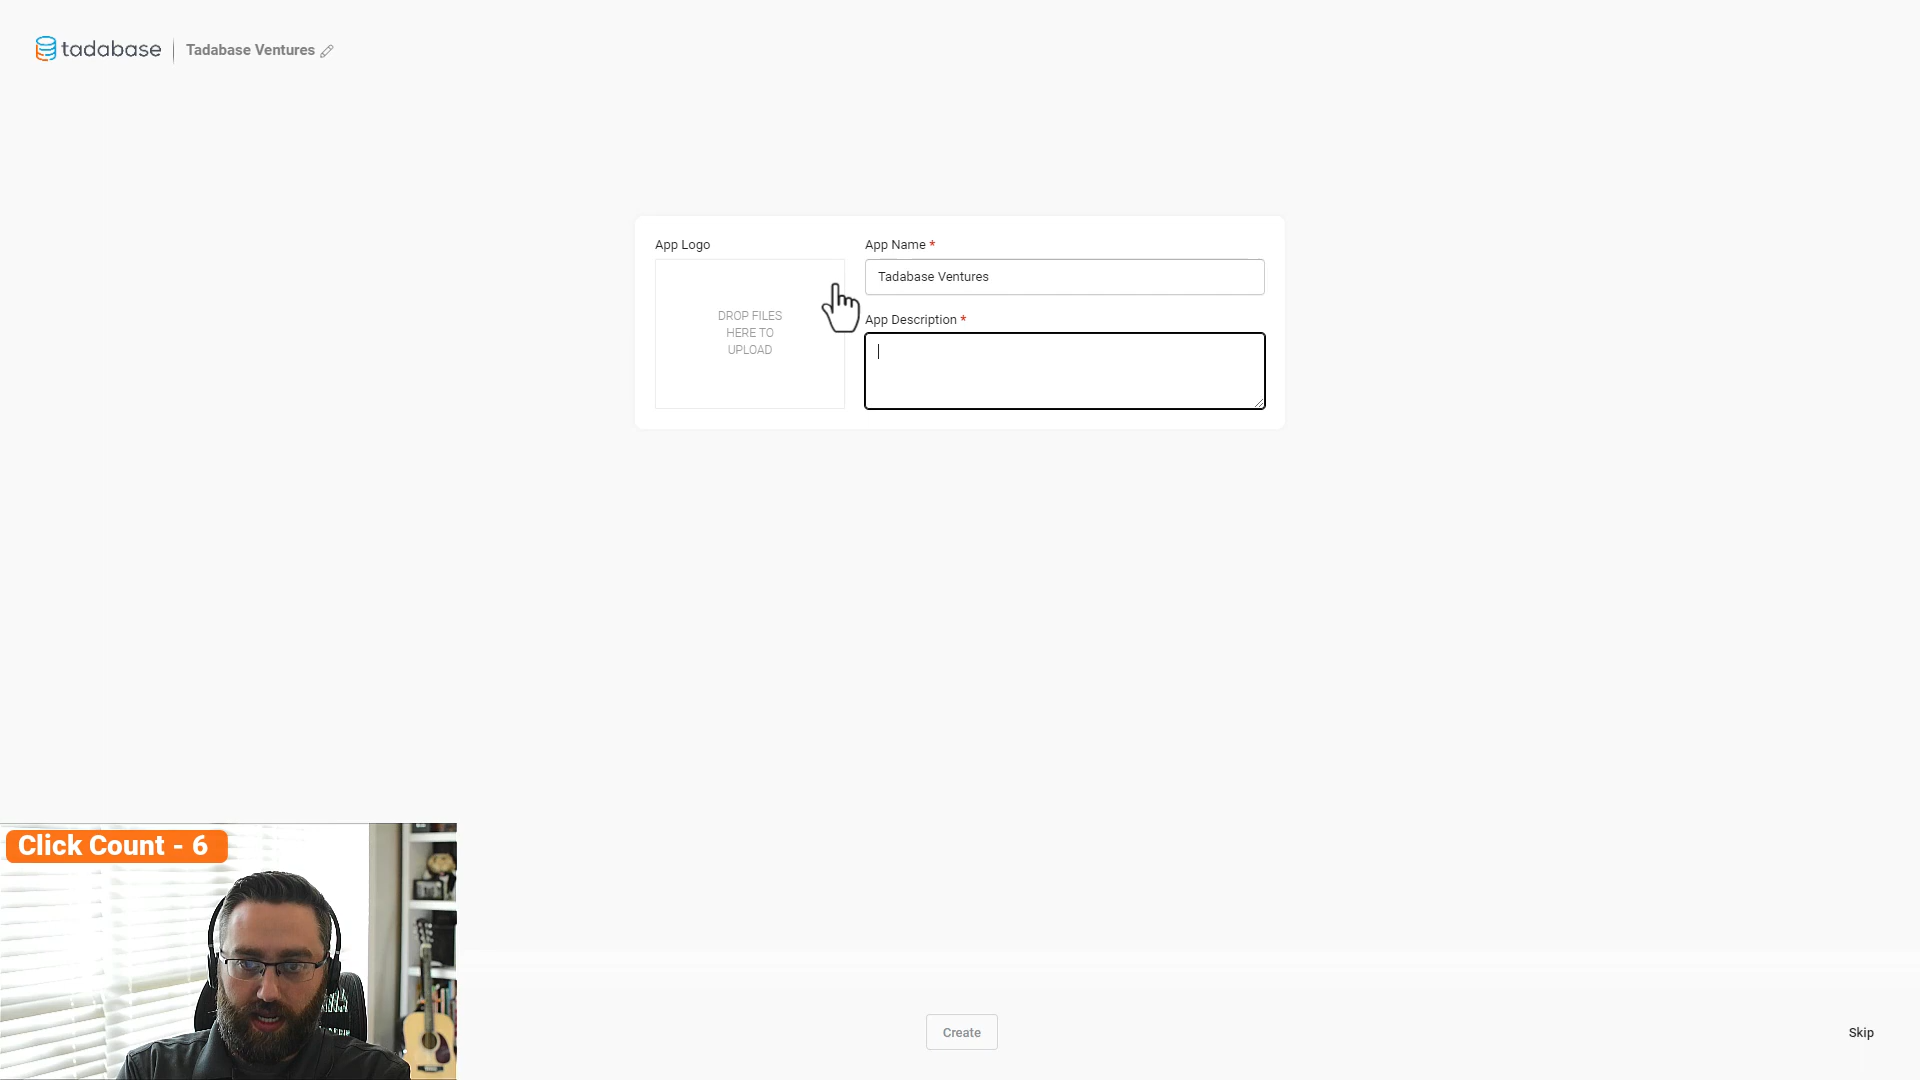 tadabase
Tadabase Ventures
App Logo
App Name *
Tadabase Ventures
DROP FILES
HERE TO
UPLOAD
App Description *
Click Count - 6
Create
Skip